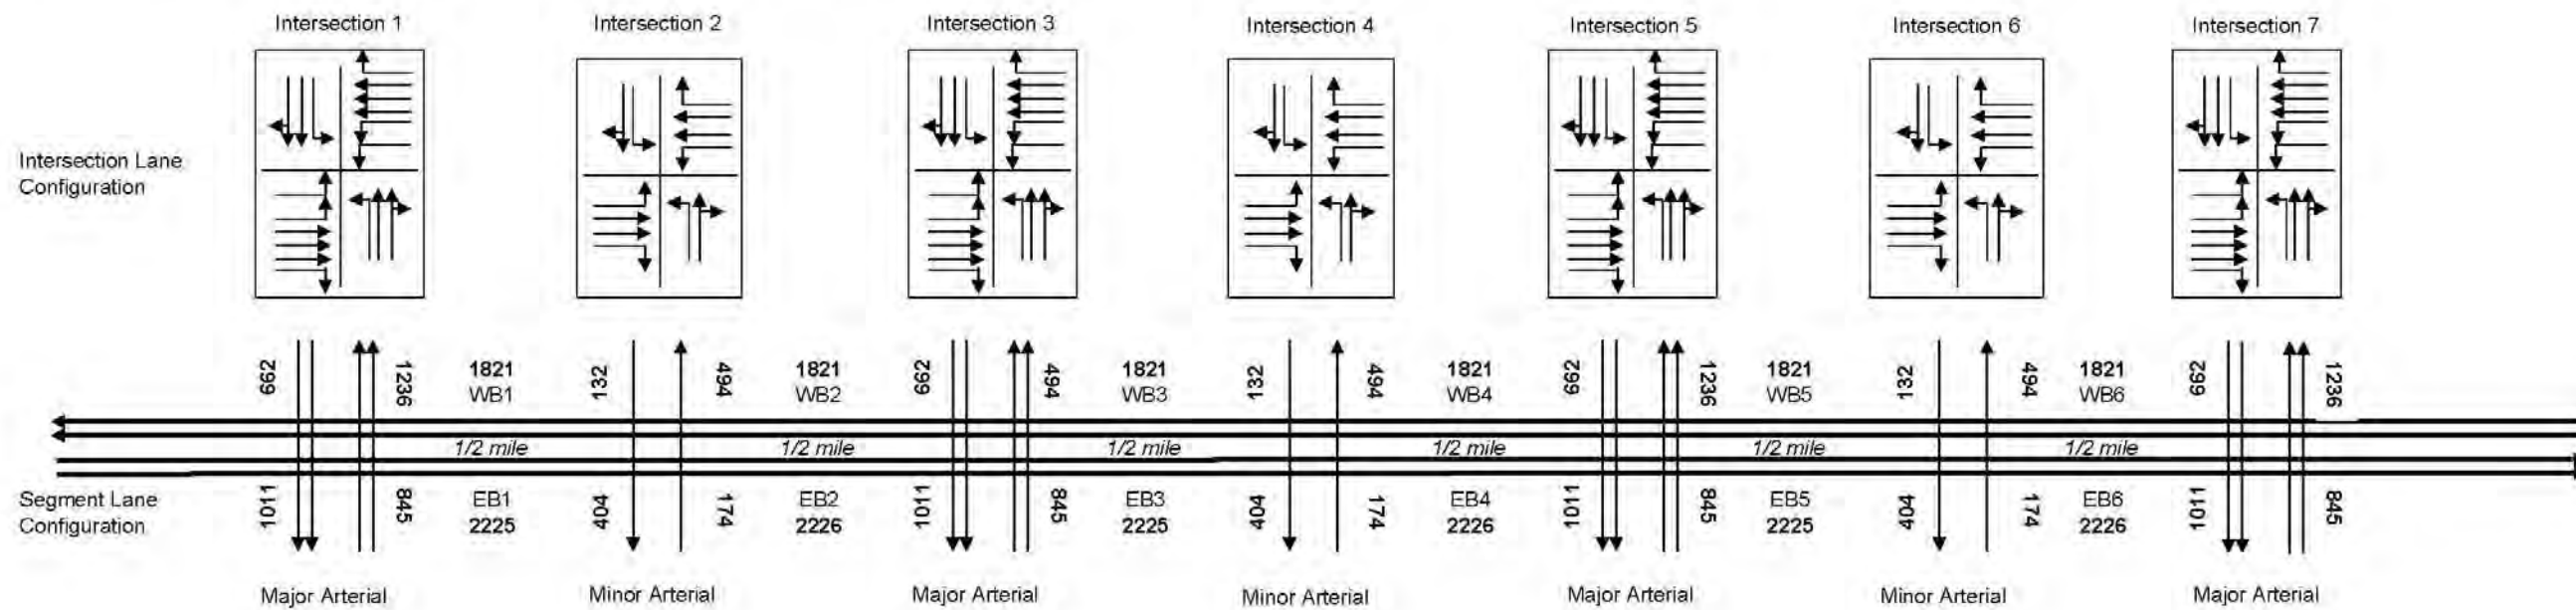 Intersection 1
Intersection 2
Intersection 3
Intersection 4
Intersection 5
Intersection 6
Intersection 7
Intersection Lane
Configuration
992
1236
1821
WB1
132
494
1821
WB2
992
494
1821
WB3
132
494
1821
WB4
992
1236
1821
WB5
132
494
1821
WB6
992
1236
1/2 mile
1/2 mile
1/2 mile
1/2 mile
1/2 mile
1/2 mile
Segment Lane
Configuration
1011
845
EB1
2225
404
174
EB2
2226
1011
845
EB3
2225
404
174
EB4
2226
1011
845
EB5
2225
404
174
EB6
2226
1011
845
Major Arterial
Minor Arterial
Major Arterial
Minor Arterial
Major Arterial
Minor Arterial
Major Arterial